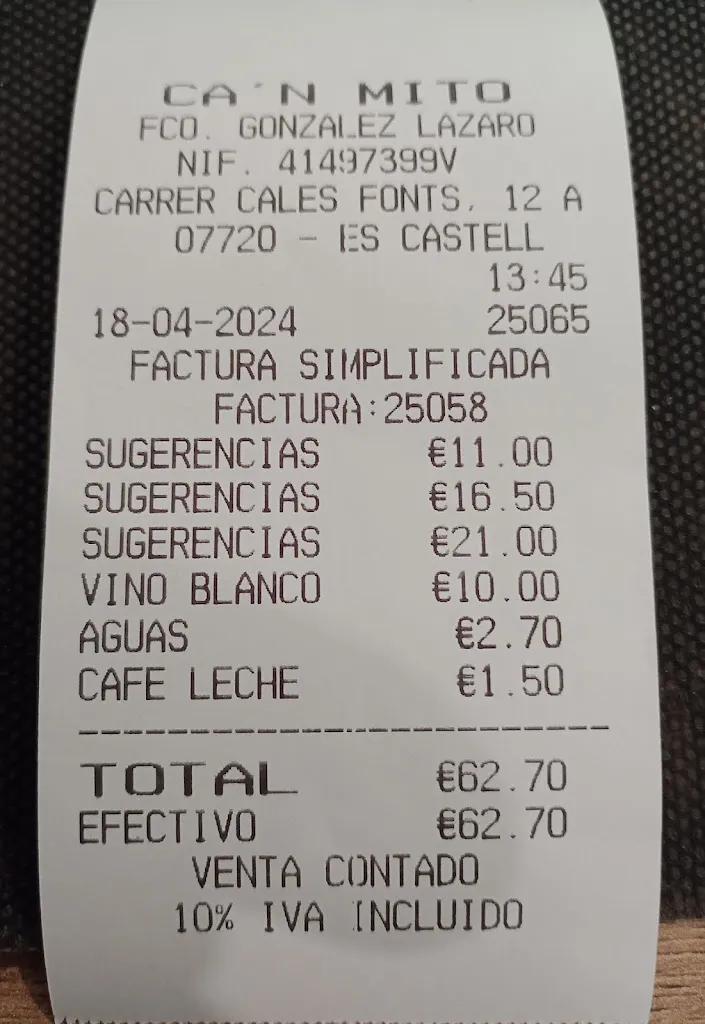 CA'N MITO
FCO. GONZALEZ LAZARO
NIF. 41497399V
CARRER CALES FONTS, 12 A
07720 - ES CASTELL
13:45
18-04-2024 25065
FACTURA SIMPLIFICADA
FACTURA:25058
SUGERENCIAS €11.00
SUGERENCIAS €16.50
SUGERENCIAS €21.00
VINO BLANCO €10.00
AGUAS €2.70
CAFE LECHE €1.50
TOTAL €62.70
EFECTIVO €62.70
VENTA CONTADO
10% IVA INCLUIDO